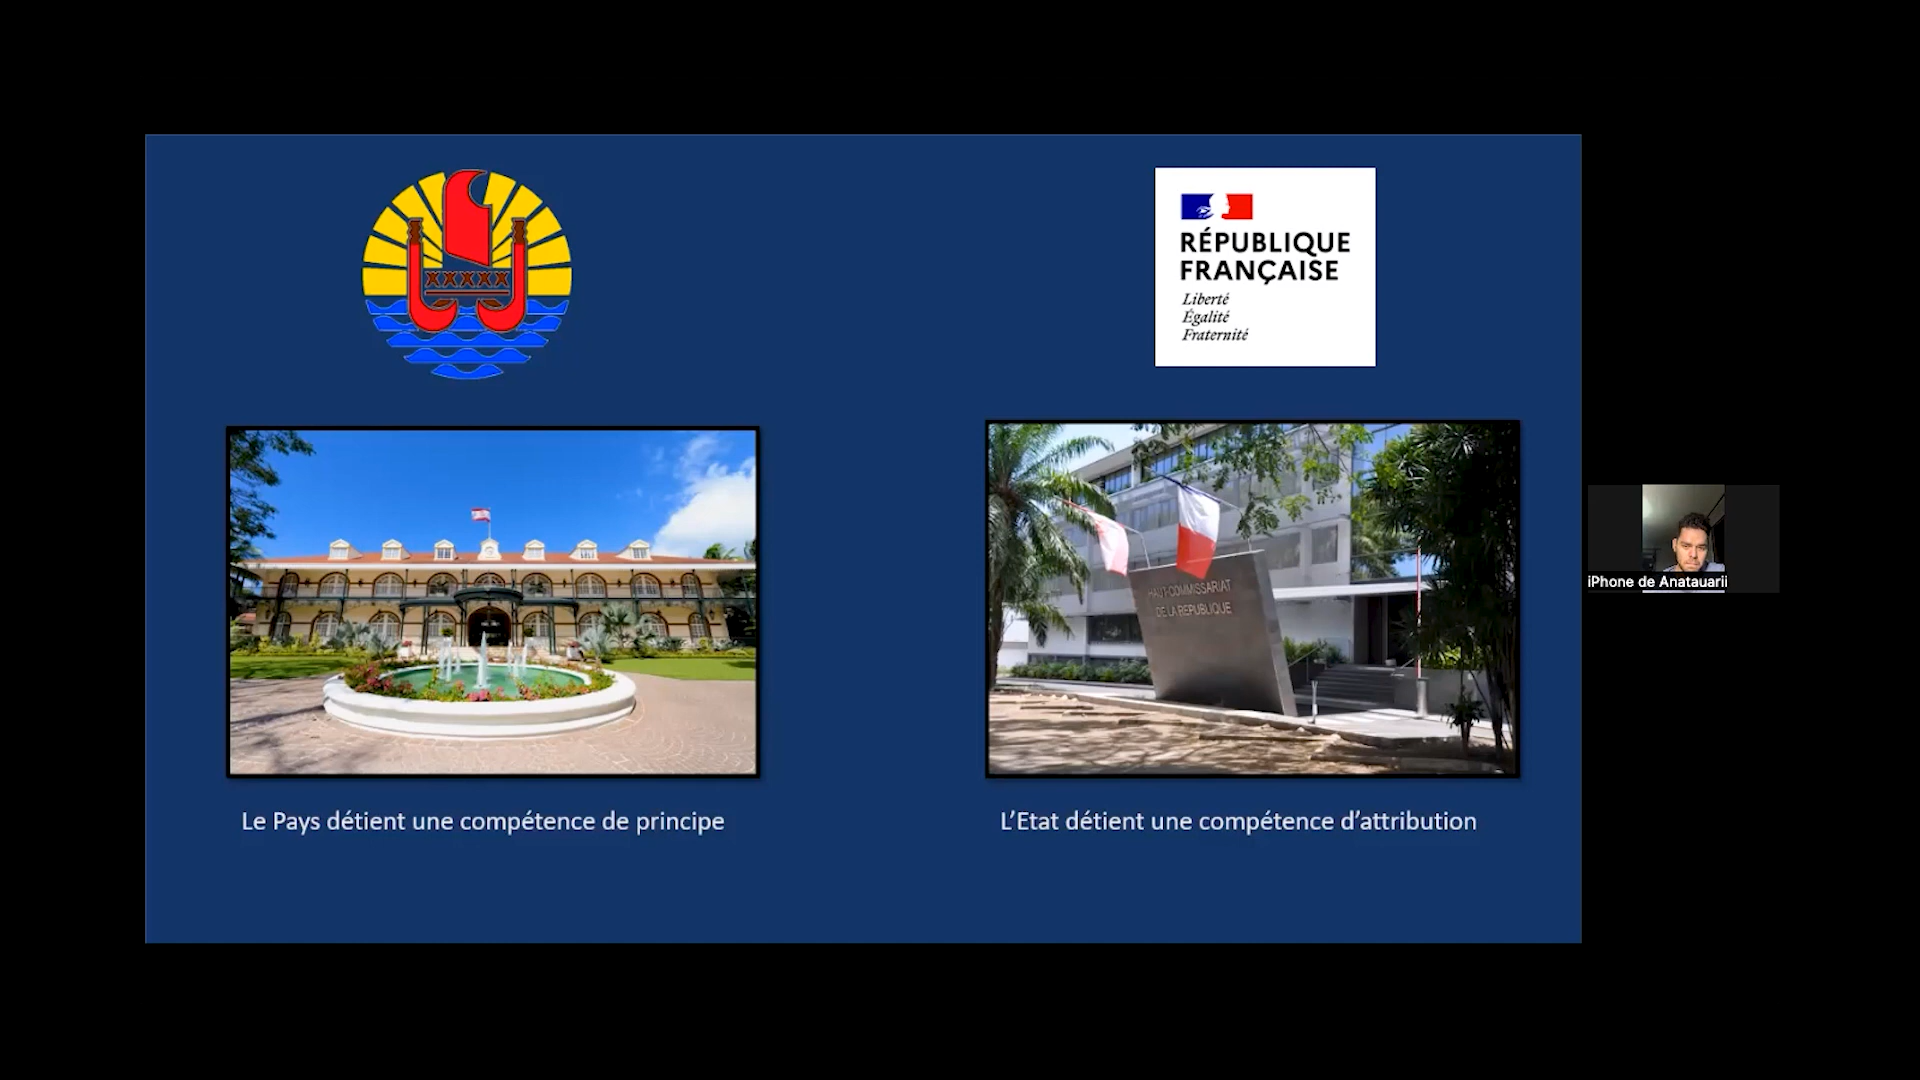 RÉPUBLIQUE
FRANÇAISE
Liberté
Égalité
Fraternité
HAUT-COMMISSARIAT
DE LA REPUBLIQUE
Le Pays détient une compétence de principe
L’Etat détient une compétence d’attribution
iPhone de Anatauarii